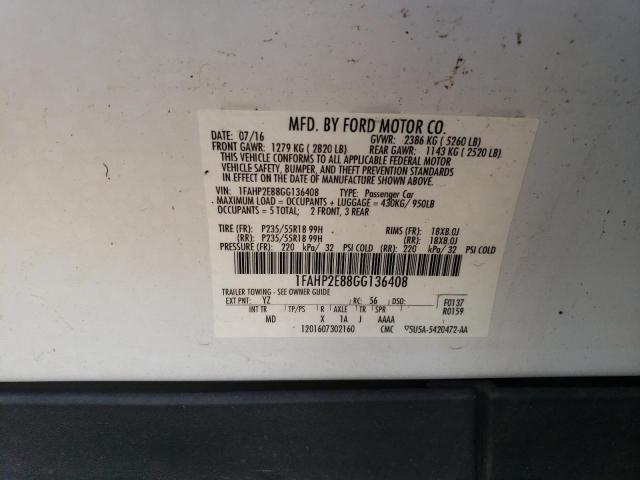 MFD. BY FORD MOTOR CO.
DATE: 07/16 GVWR: 2386 KG ( 5260 LB)
FRONT GAWR: 1279 KG ( 2820 LB) REAR GAWR: 1143 KG ( 2520 LB)
THIS VEHICLE CONFORMS TO ALL APPLICABLE FEDERAL MOTOR
VEHICLE SAFETY, BUMPER, AND THEFT PREVENTION STANDARDS
IN EFFECT ON THE DATE OF MANUFACTURE SHOWN ABOVE.
VIN: 1FAHP2E88GG136408 TYPE: Passenger Car
MAXIMUM LOAD = OCCUPANTS + LUGGAGE = 430KG/ 950LB
OCCUPANTS = 5 TOTAL; 2 FRONT, 3 REAR
TIRE (FR): P235/55R18 99H RIMS (FR): 18X8.0J
(RR): P235/55R18 99H (RR): 18X8.0J
PRESSURE (FR): 220 kPa/ 32 PSI COLD (RR): 220 kPa/ 32 PSI COLD
1FAHP2E88GG136408
TRAILER TOWING - SEE OWNER GUIDE
EXT PNT: YZ RC: 56 DSO: F0137
INT TR TP/PS R AXLE TR SPR R0159
MD X 1A J AAAA
1201607302160 CMC 5U5A-5420472-AA